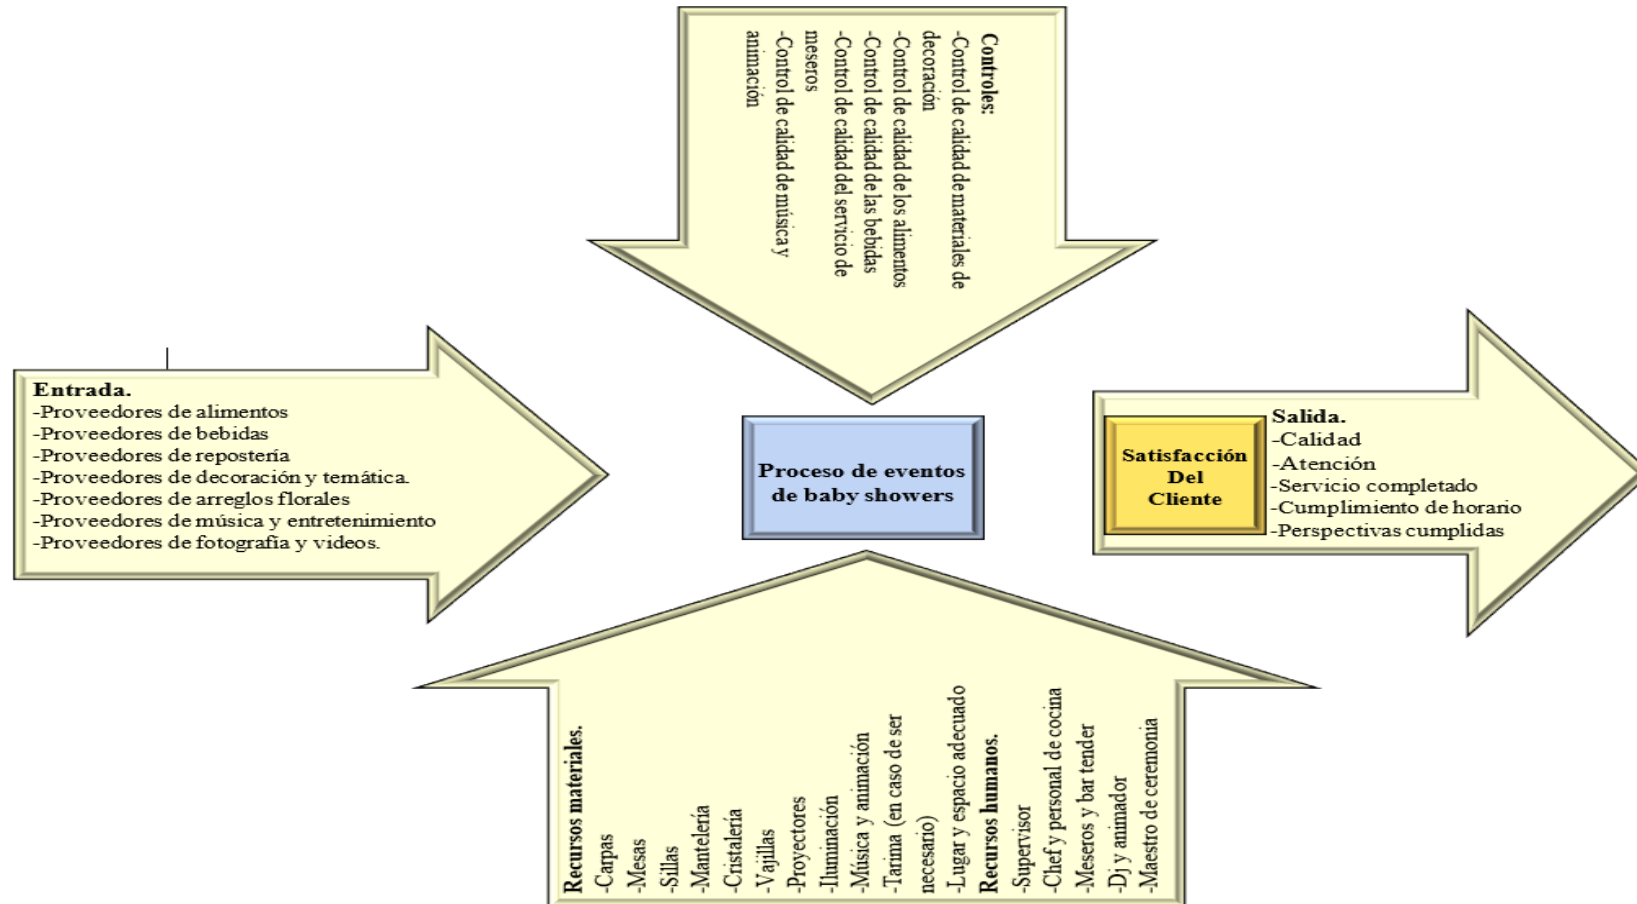 Controles:
-Control de calidad de materiales de
decoración
-Control de calidad de los alimentos
-Control de calidad de las bebidas
-Control de calidad del servicio de
meseros
-Control de calidad de música y
animación
Entrada.
-Proveedores de alimentos
-Proveedores de bebidas
-Proveedores de repostería
-Proveedores de decoración y temática.
-Proveedores de arreglos florales
-Proveedores de música y entretenimiento
-Proveedores de fotografía y videos.
Proceso de eventos
de baby showers
Satisfacción
Del
Cliente
Salida.
-Calidad
-Atención
-Servicio completado
-Cumplimiento de horario
-Perspectivas cumplidas
Recursos materiales.
-Carpas
-Mesas
-Sillas
-Mantelería
-Cristalería
-Vajillas
-Proyectores
-Iluminación
-Música y animación
-Tarima (en caso de ser
necesario)
-Lugar y espacio adecuado
Recursos humanos.
-Supervisor
-Chef y personal de cocina
-Meseros y bar tender
-Dj y animador
-Maestro de ceremonia